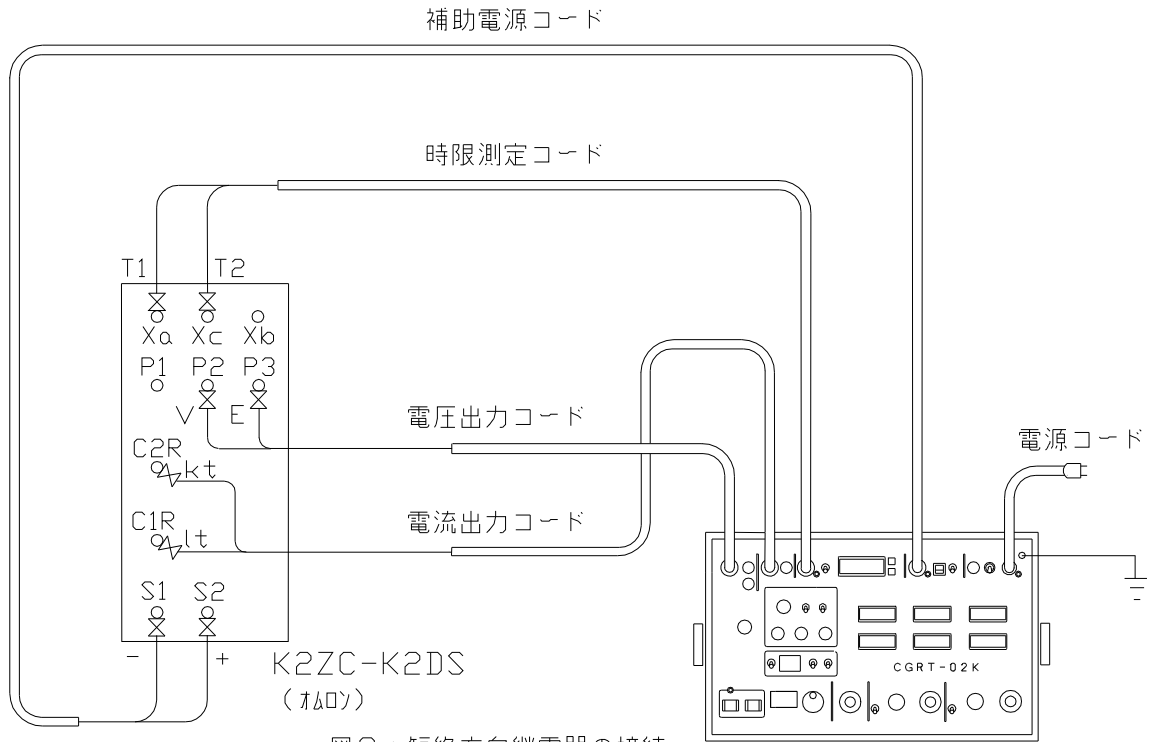 補助電源コード
時限測定コード
T1 T2
Xa Xc Xb
P1 P2 P3
V E
電圧出力コード
電源コード
C2R
kt
C1R
lt
電流出力コード
S1 S2
- +
K2ZC-K2DS
(オムロン)
CGRT-02K